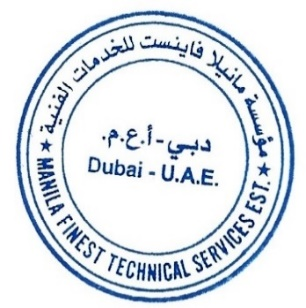 مؤسسة مانيلا فاينست للخدمات الفنية
دبي - أ.ع.م.
Dubai - U.A.E.
★ MANILA FINEST TECHNICAL SERVICES EST. ★